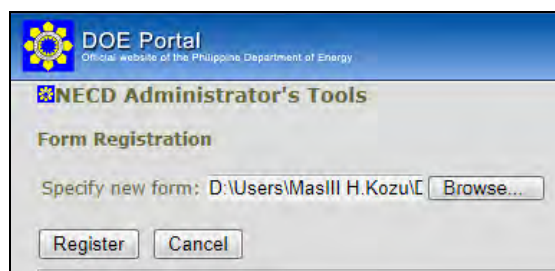 DOE Portal
Official website of the Philippine Department of Energy
NECD Administrator's Tools
Form Registration
Specify new form: D:\Users\MasIII H.Kozu\D Browse...
Register Cancel